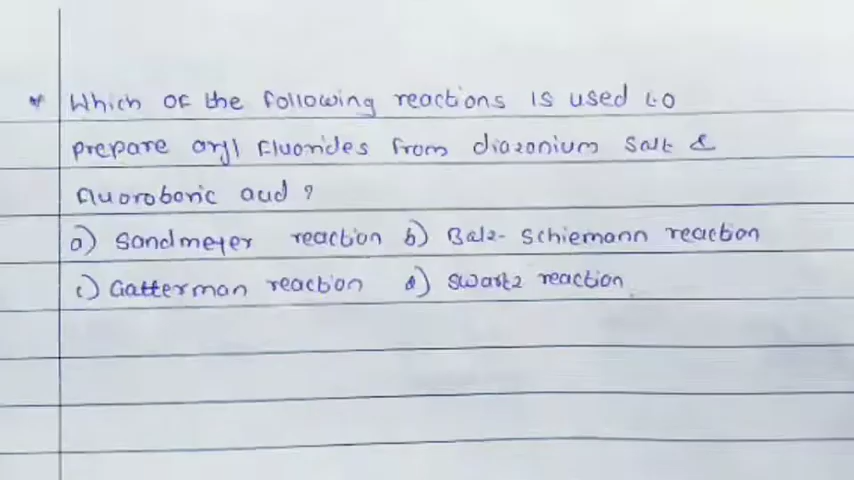 * Which of the following reactions is used to
prepare aryl fluorides from diazonium salt &
fluoroboric acid ?
a) Sandmeyer reaction b) Balz- Schiemann reaction
c) Gatterman reaction d) Swartz reaction